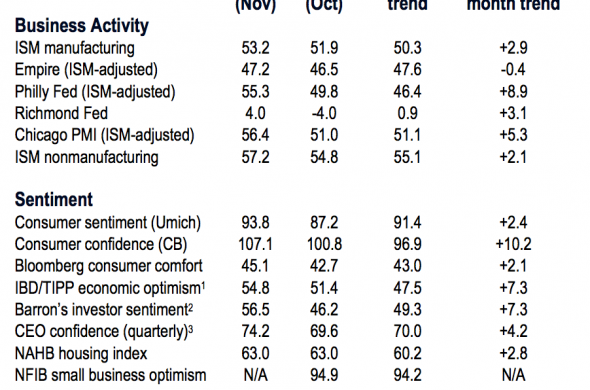 (Nov) (Oct) trend month trend
Business Activity
ISM manufacturing 53.2 51.9 50.3 +2.9
Empire (ISM-adjusted) 47.2 46.5 47.6 -0.4
Philly Fed (ISM-adjusted) 55.3 49.8 46.4 +8.9
Richmond Fed 4.0 -4.0 0.9 +3.1
Chicago PMI (ISM-adjusted) 56.4 51.0 51.1 +5.3
ISM nonmanufacturing 57.2 54.8 55.1 +2.1
Sentiment
Consumer sentiment (Umich) 93.8 87.2 91.4 +2.4
Consumer confidence (CB) 107.1 100.8 96.9 +10.2
Bloomberg consumer comfort 45.1 42.7 43.0 +2.1
IBD/TIPP economic optimism¹ 54.8 51.4 47.5 +7.3
Barron's investor sentiment² 56.5 46.2 49.3 +7.3
CEO confidence (quarterly)³ 74.2 69.6 70.0 +4.2
NAHB housing index 63.0 63.0 60.2 +2.8
NFIB small business optimism N/A 94.9 94.2 N/A